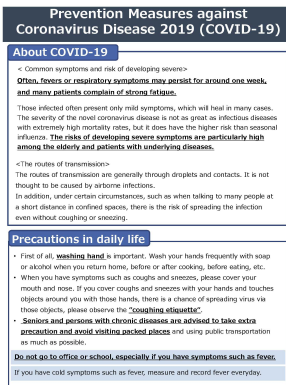 Prevention Measures against
Coronavirus Disease 2019 (COVID-19)
About COVID-19
< Common symptoms and risk of developing severe>
Often, fevers or respiratory symptoms may persist for around one week,
and many patients complain of strong fatigue.
Those infected often present only mild symptoms, which will heal in many cases.
The severity of the novel coronavirus disease is not as great as infectious diseases
with extremely high mortality rates, but it does have the higher risk than seasonal
influenza. The risks of developing severe symptoms are particularly high
among the elderly and patients with underlying diseases.
<The routes of transmission>
The routes of transmission are generally through droplets and contacts. It is not
thought to be caused by airborne infections.
In addition, under certain circumstances, such as when talking to many people at
a short distance in confined spaces, there is the risk of spreading the infection
even without coughing or sneezing.
Precautions in daily life
• First of all, washing hand is important. Wash your hands frequently with soap
or alcohol when you return home, before or after cooking, before eating, etc.
• When you have symptoms such as coughs and sneezes, please cover your
mouth and nose. If you cover coughs and sneezes with your hands and touches
objects around you with those hands, there is a chance of spreading virus via
those objects, please observe the "coughing etiquette".
• Seniors and persons with chronic diseases are advised to take extra
precaution and avoid visiting packed places and using public transportation
as much as possible.
Do not go to office or school, especially if you have symptoms such as fever.
If you have cold symptoms such as fever, measure and record fever everyday.